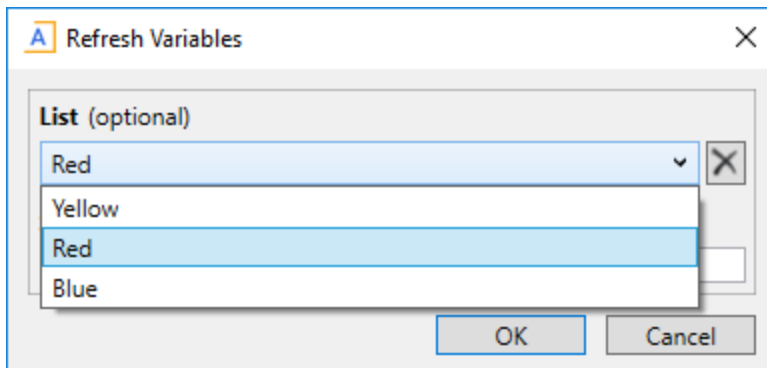 A Refresh Variables
List (optional)
Red
Yellow
Red
Blue
OK Cancel